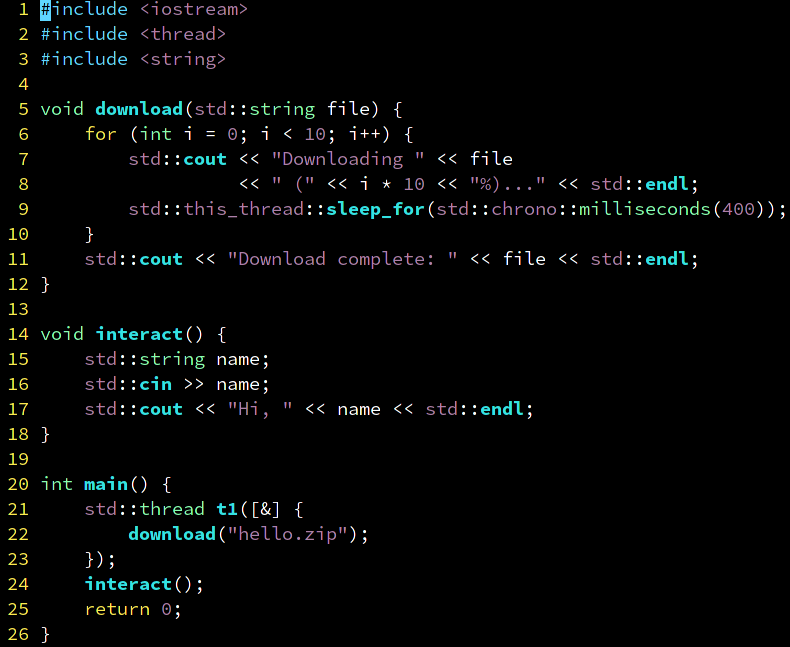 1 #include <iostream>
2 #include <thread>
3 #include <string>
4
5 void download(std::string file) {
6     for (int i = 0; i < 10; i++) {
7         std::cout << "Downloading " << file
8                   << " (" << i * 10 << "%)..." << std::endl;
9         std::this_thread::sleep_for(std::chrono::milliseconds(400));
10     }
11     std::cout << "Download complete: " << file << std::endl;
12 }
13
14 void interact() {
15     std::string name;
16     std::cin >> name;
17     std::cout << "Hi, " << name << std::endl;
18 }
19
20 int main() {
21     std::thread t1([&] {
22         download("hello.zip");
23     });
24     interact();
25     return 0;
26 }